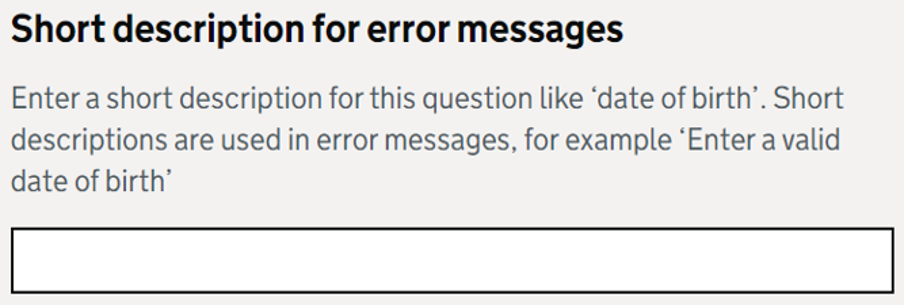 Short description for error messages
Enter a short description for this question like ‘date of birth’. Short
descriptions are used in error messages, for example ‘Enter a valid
date of birth’